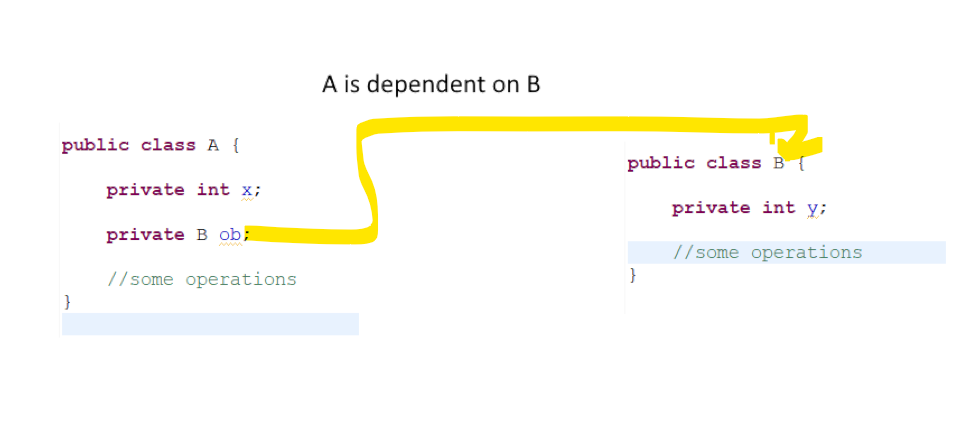 A is dependent on B
public class A {
private int x;
private B ob;
//some operations
}
public class B {
private int y;
//some operations
}